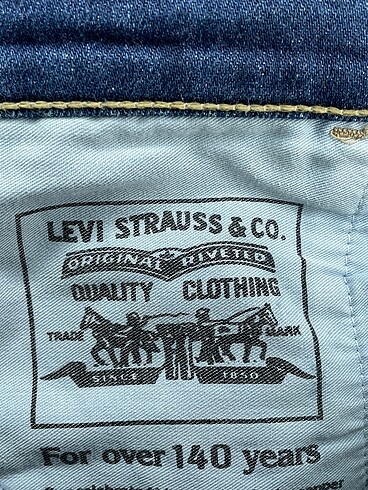 LEVI STRAUSS & CO.
ORIGINAL RIVETED
QUALITY CLOTHING
TRADE MARK
SINCE 1850
For over 140 years